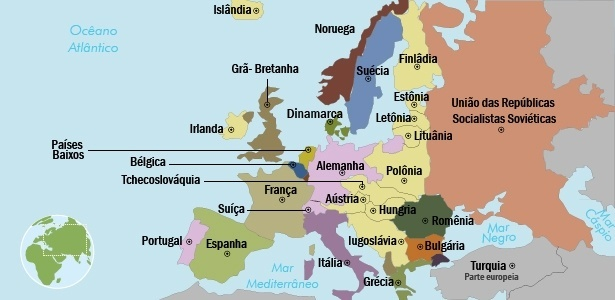 Islândia
Oceano
Atlântico
Noruega
Finlâdia
Suécia
Grã- Bretanha
Estônia
União das Repúblicas
Socialistas Soviéticas
Dinamarca
Letônia
Irlanda
Lituânia
Países
Baixos
Bélgica
Alemanha
Polônia
Tchecoslováquia
França
Áustria
Hungria
Suíça
Romênia
Mar
Cáspio
Mar
Negro
Portugal
Espanha
Iugoslávia
Bulgária
Itália
Mar
Mediterrâneo
Turquia
Parte europeia
Grécia